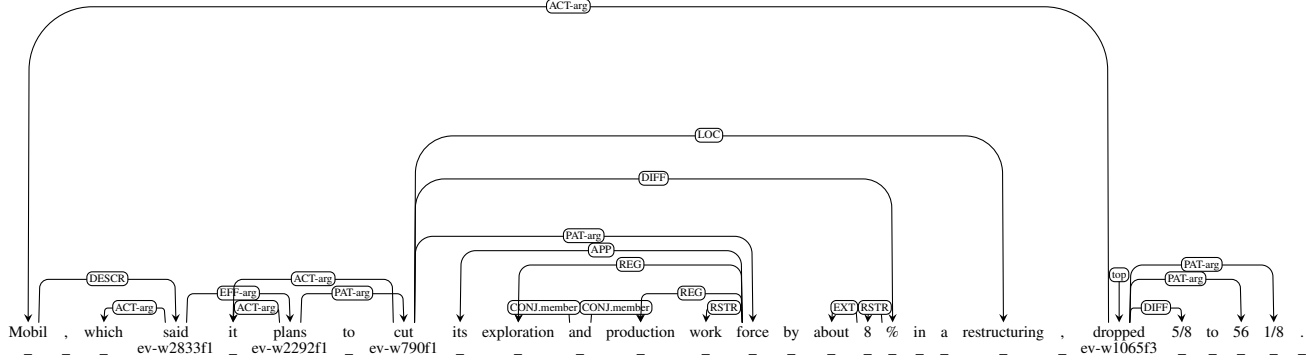 ACT-arg
LOC
DIFF
PAT-arg
APP
REG
top PAT-arg
DESCR ACT-arg PAT-arg
EFF-arg PAT-arg REG
ACT-arg ACT-arg CONJ.member CONJ.member RSTR EXT RSTR DIFF
Mobil , which said it plans to cut its exploration and production work force by about 8 % in a restructuring , dropped 5/8 to 56 1/8 .
_ _ _ ev-w2833f1 _ ev-w2292f1 _ ev-w790f1 _ _ _ _ _ _ _ _ _ _ _ _ _ _ ev-w1065f3 _ _ _ _ _